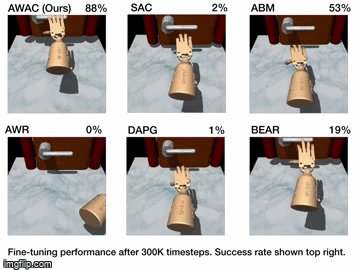 AWAC (Ours) 88%
SAC 2%
ABM 53%
AWR 0%
DAPG 1%
BEAR 19%
Fine-tuning performance after 300K timesteps. Success rate shown top right.
imgflip.com